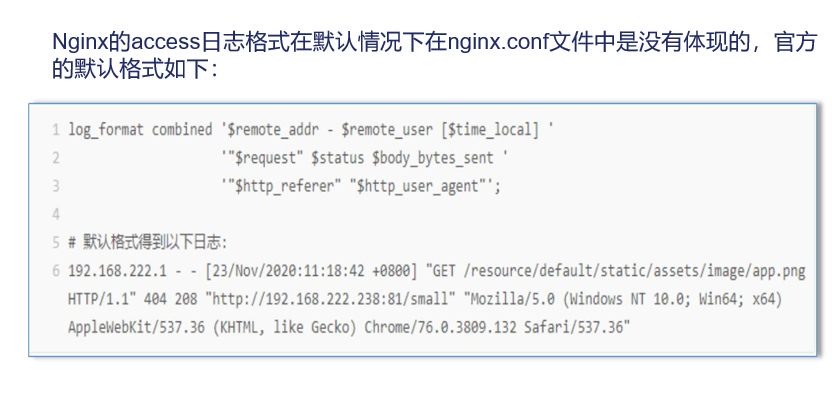 Nginx的access日志格式在默认情况下在nginx.conf文件中是没有体现的，官方
的默认格式如下：
1 log_format combined '$remote_addr - $remote_user [$time_local] '
2 '"$request" $status $body_bytes_sent '
3 '"$http_referer" "$http_user_agent"';
4
5 # 默认格式得到以下日志:
6 192.168.222.1 - - [23/Nov/2020:11:18:42 +0800] "GET /resource/default/static/assets/image/app.png
HTTP/1.1" 404 208 "http://192.168.222.238:81/small" "Mozilla/5.0 (Windows NT 10.0; Win64; x64)
AppleWebKit/537.36 (KHTML, like Gecko) Chrome/76.0.3809.132 Safari/537.36"